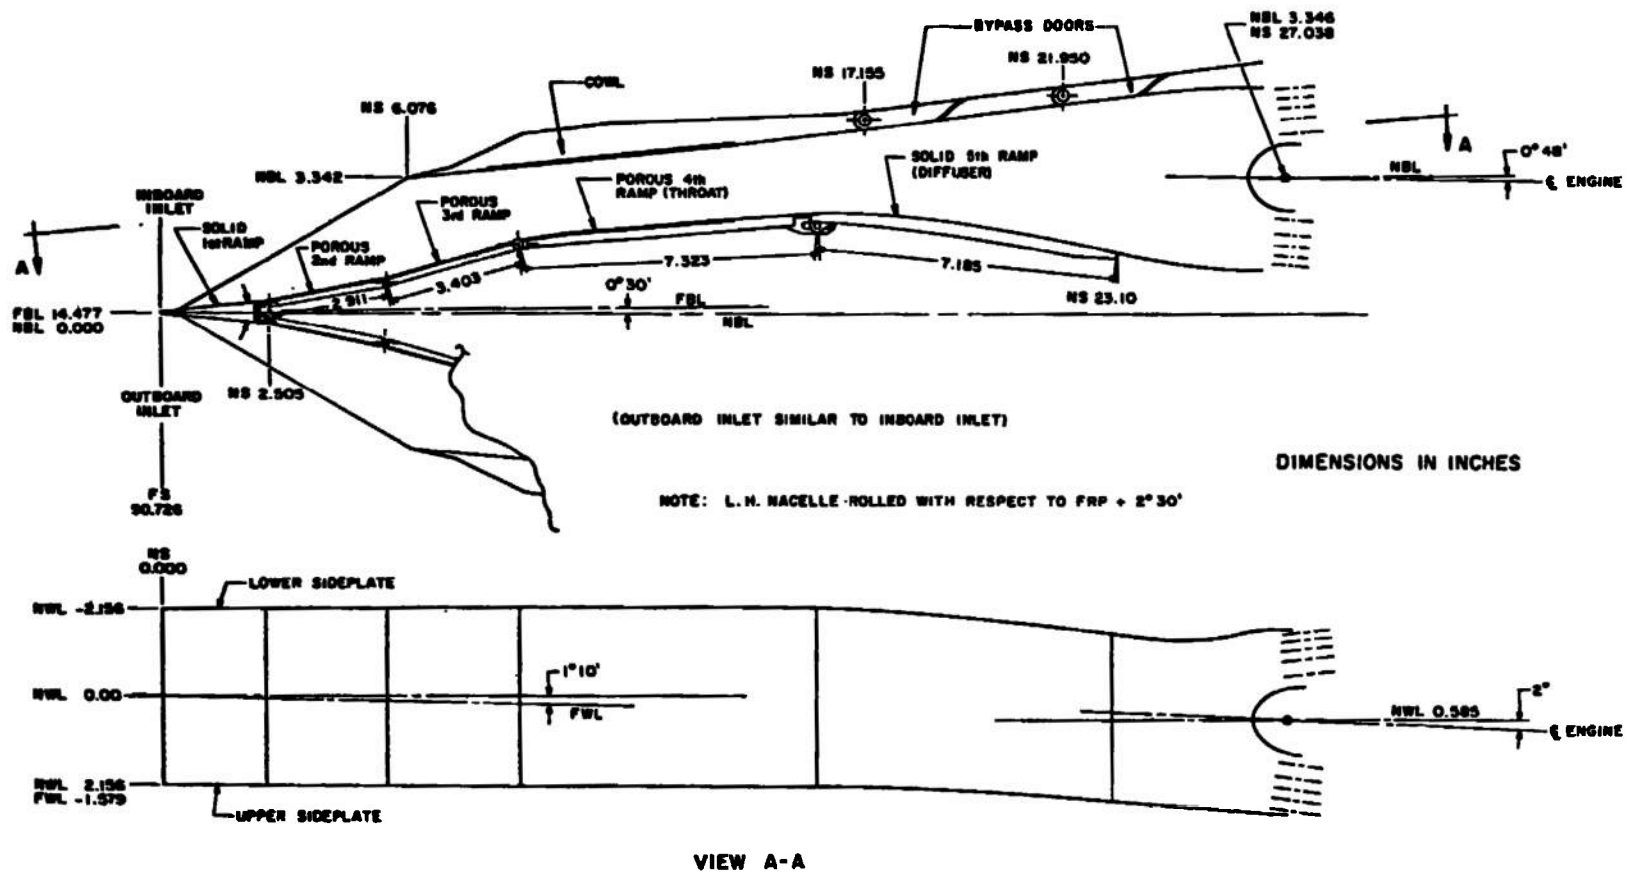 NBL 3.346
NS 27.038
BYPASS DOORS
NS 21.950
NS 17.155
COWL
NS 6.076
A
0°48'
SOLID 5th RAMP
(DIFFUSER)
NBL
℄ ENGINE
NBL 3.342
POROUS 4th
RAMP (THROAT)
INBOARD
INLET
POROUS
3rd RAMP
SOLID
1st RAMP
POROUS
2nd RAMP
A
7.323
7.185
3.403
2.911
0°30'
NS 23.10
FBL
FBL 14.477
NBL 0.000
NBL
OUTBOARD
INLET
NS 2.505
(OUTBOARD INLET SIMILAR TO INBOARD INLET)
DIMENSIONS IN INCHES
FS
90.726
NOTE: L.H. NACELLE ROLLED WITH RESPECT TO FRP + 2°30'
NS
0.000
LOWER SIDEPLATE
NWL -2.156
1°10'
NWL 0.00
FWL
2°
NWL 0.585
℄ ENGINE
NWL 2.156
FWL -1.579
UPPER SIDEPLATE
VIEW A-A